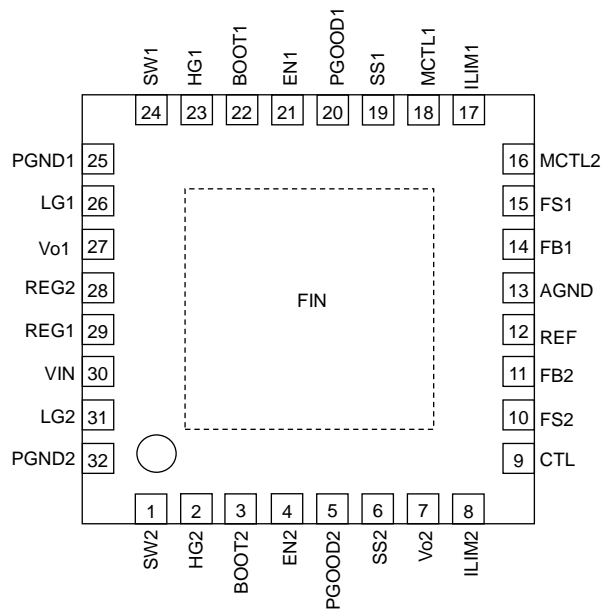 SW1 HG1 BOOT1 EN1 PGOOD1 SS1 MCTL1 ILIM1
24 23 22 21 20 19 18 17
PGND1 25 16 MCTL2
LG1 26 15 FS1
Vo1 27 14 FB1
REG2 28 13 AGND
FIN
REG1 29 12 REF
VIN 30 11 FB2
LG2 31 10 FS2
PGND2 32 9 CTL
1 2 3 4 5 6 7 8
SW2 HG2 BOOT2 EN2 PGOOD2 SS2 Vo2 ILIM2